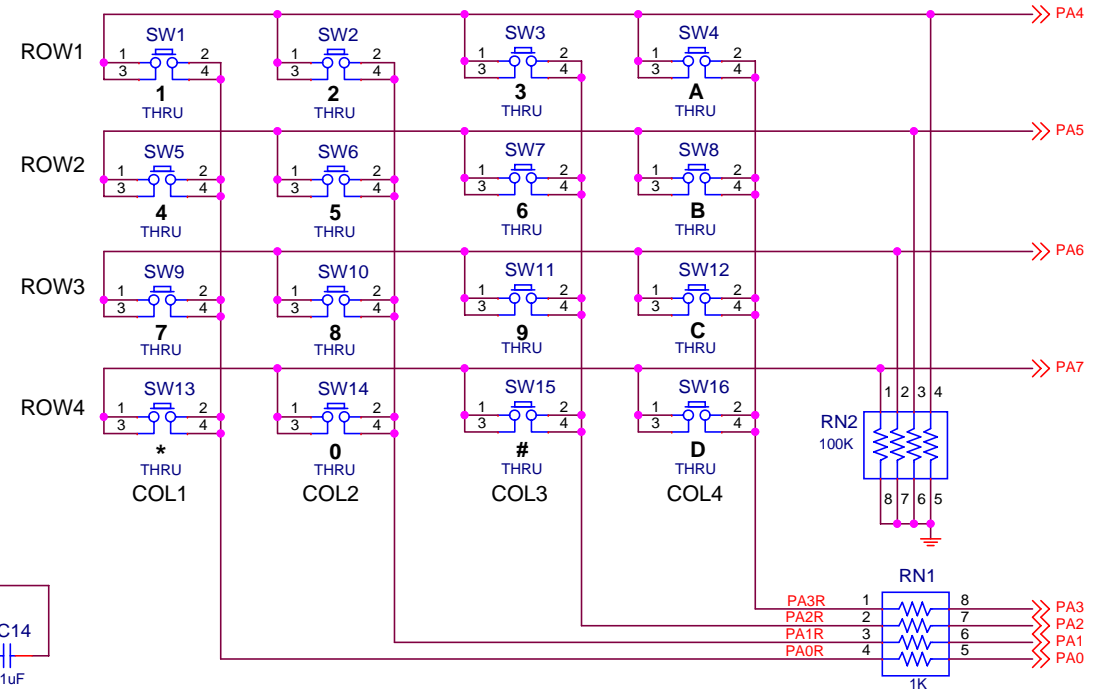 PA4
ROW1
SW1 SW2 SW3 SW4
1 2 1 2 1 2 1 2
3 4 3 4 3 4 3 4
1 2 3 A
THRU THRU THRU THRU
PA5
ROW2
SW5 SW6 SW7 SW8
1 2 1 2 1 2 1 2
3 4 3 4 3 4 3 4
4 5 6 B
THRU THRU THRU THRU
PA6
ROW3
SW9 SW10 SW11 SW12
1 2 1 2 1 2 1 2
3 4 3 4 3 4 3 4
7 8 9 C
THRU THRU THRU THRU
PA7
ROW4
SW13 SW14 SW15 SW16
1 2 1 2 1 2 1 2
3 4 3 4 3 4 3 4
* 0 # D
THRU THRU THRU THRU
COL1 COL2 COL3 COL4
1 2 3 4
RN2
100K
8 7 6 5
RN1
PA3R 1 8 PA3
PA2R 2 7 PA2
PA1R 3 6 PA1
PA0R 4 5 PA0
1K
C14
1uF